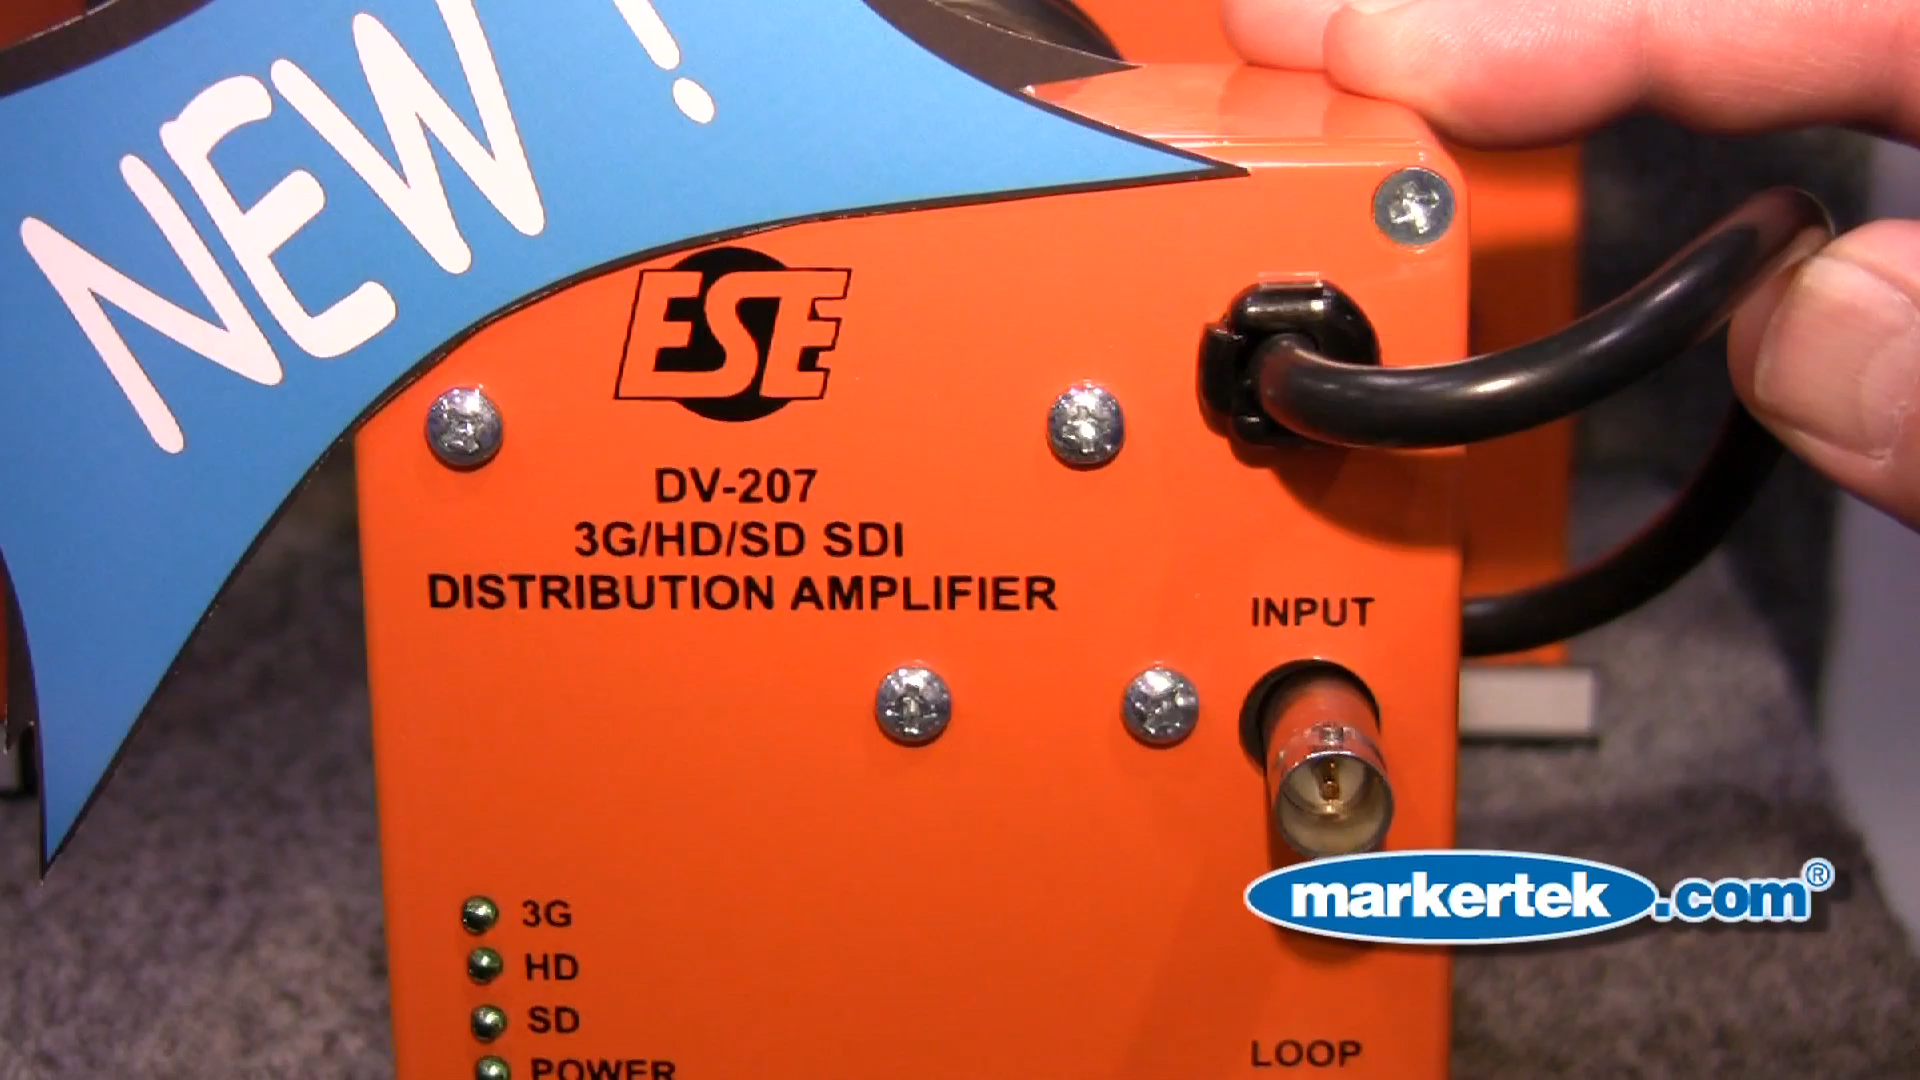 NEW!
ESE
DV-207
3G/HD/SD SDI
DISTRIBUTION AMPLIFIER
INPUT
markertek.com®
3G
HD
SD
POWER
LOOP